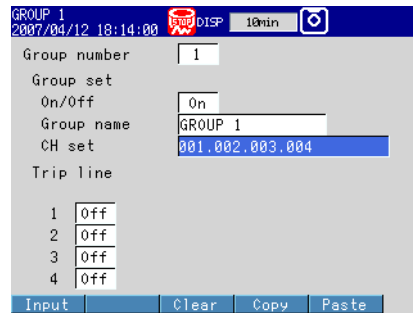 GROUP 1
2007/04/12 18:14:00 STOP DISP 10min
Group number 1
Group set
On/Off On
Group name GROUP 1
CH set 001.002.003.004
Trip line
1 Off
2 Off
3 Off
4 Off
Input Clear Copy Paste